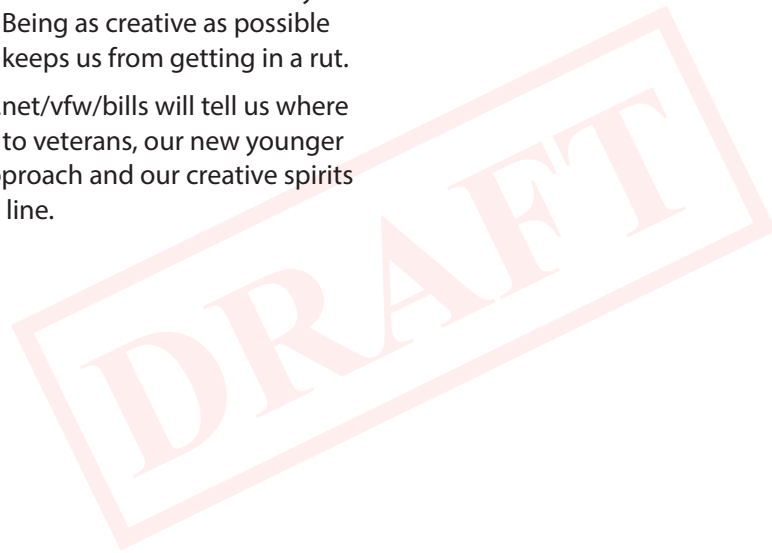 Being as creative as possible
keeps us from getting in a rut.
.net/vfw/bills will tell us where
to veterans, our new younger
proach and our creative spirits
line.
DRAFT